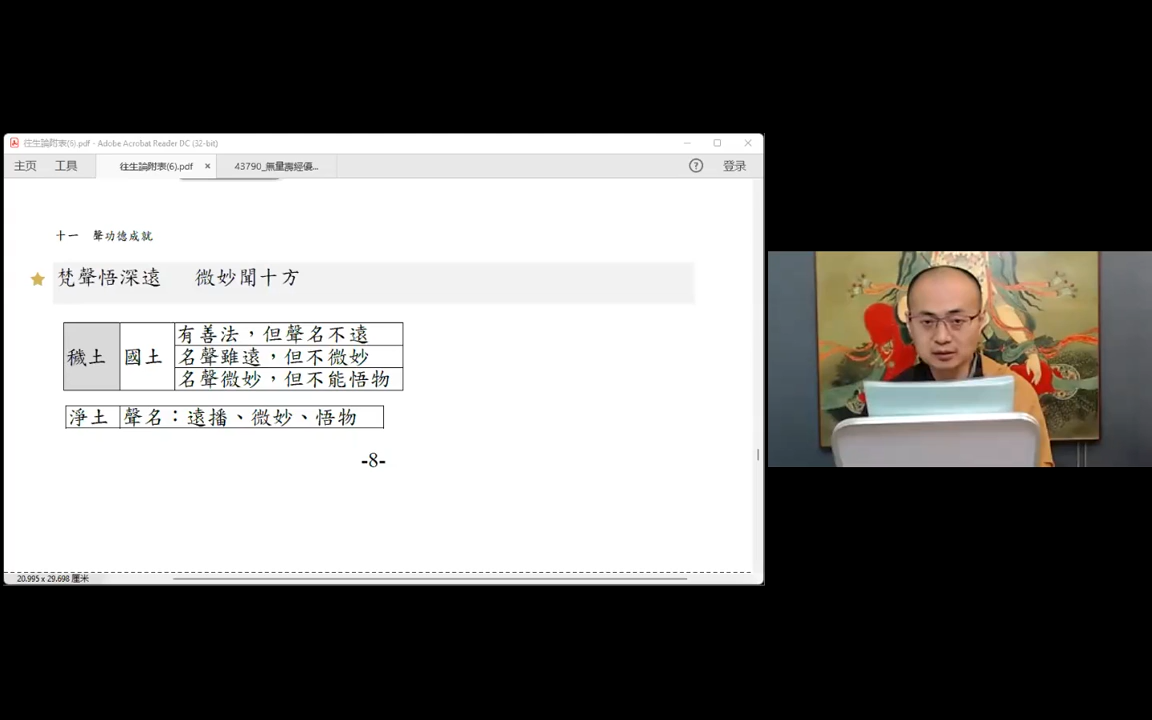 往生論附表(6).pdf - Adobe Acrobat Reader DC (32-bit)
主页 工具 往生論附表(6).pdf × 43790_無量壽經優... ? 登录
十一 聲功德成就
梵聲悟深遠 微妙聞十方
穢土 國土 有善法，但聲名不遠
名聲雖遠，但不微妙
名聲微妙，但不能悟物
淨土 聲名：遠播、微妙、悟物
-8-
20.995 x 29.698 厘米